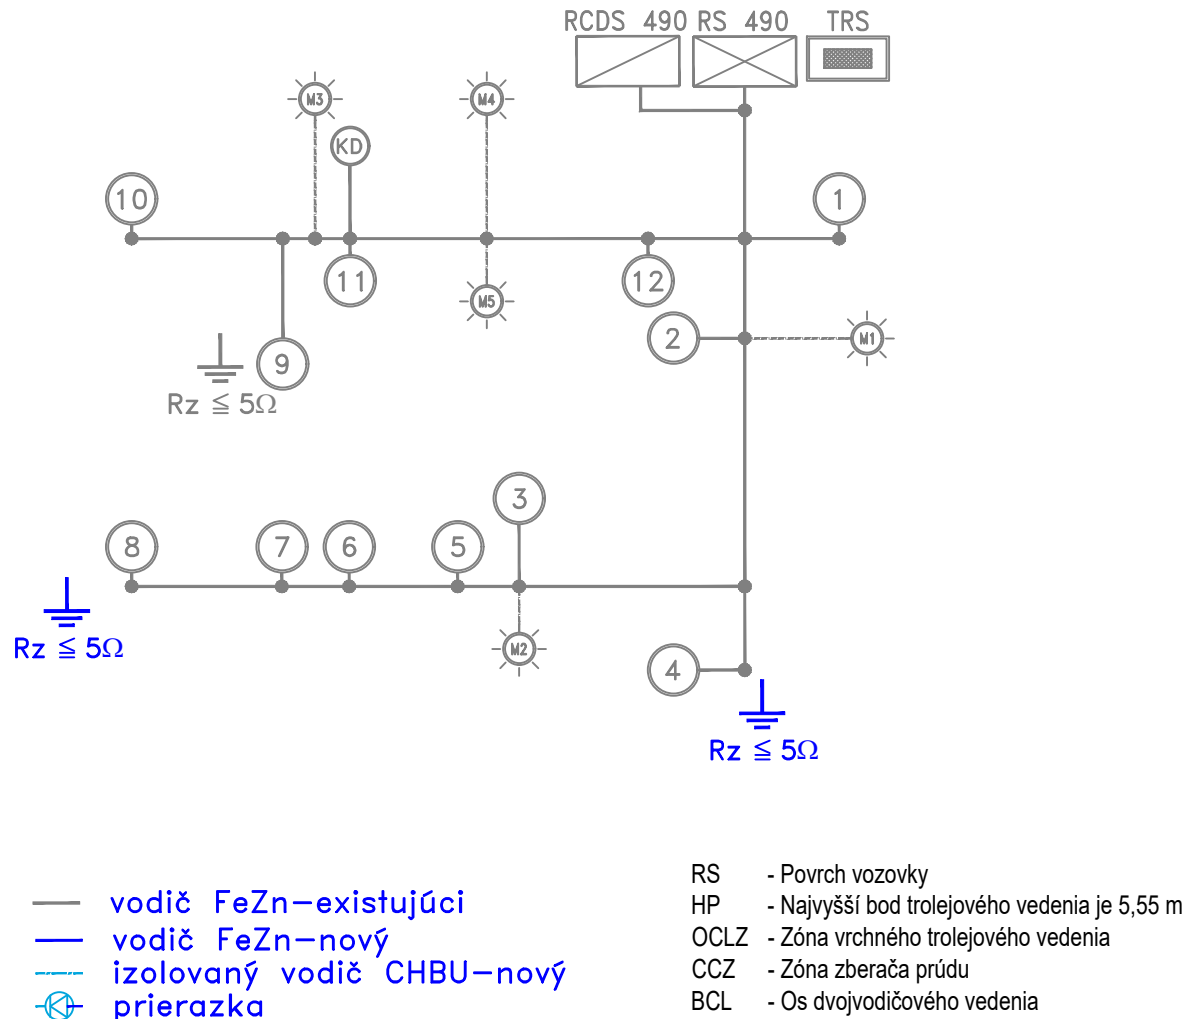 RCDS 490 RS 490 TRS
M3 M4
KD
10 1
11 12
M5
2 M1
9
Rz ≦ 5Ω
3
8 7 6 5
Rz ≦ 5Ω
M2
4
Rz ≦ 5Ω
vodič FeZn-existujúci
vodič FeZn-nový
izolovaný vodič CHBU-nový
prierazka
RS - Povrch vozovky
HP - Najvyšší bod trolejového vedenia je 5,55 m
OCLZ - Zóna vrchného trolejového vedenia
CCZ - Zóna zberača prúdu
BCL - Os dvojvodičového vedenia